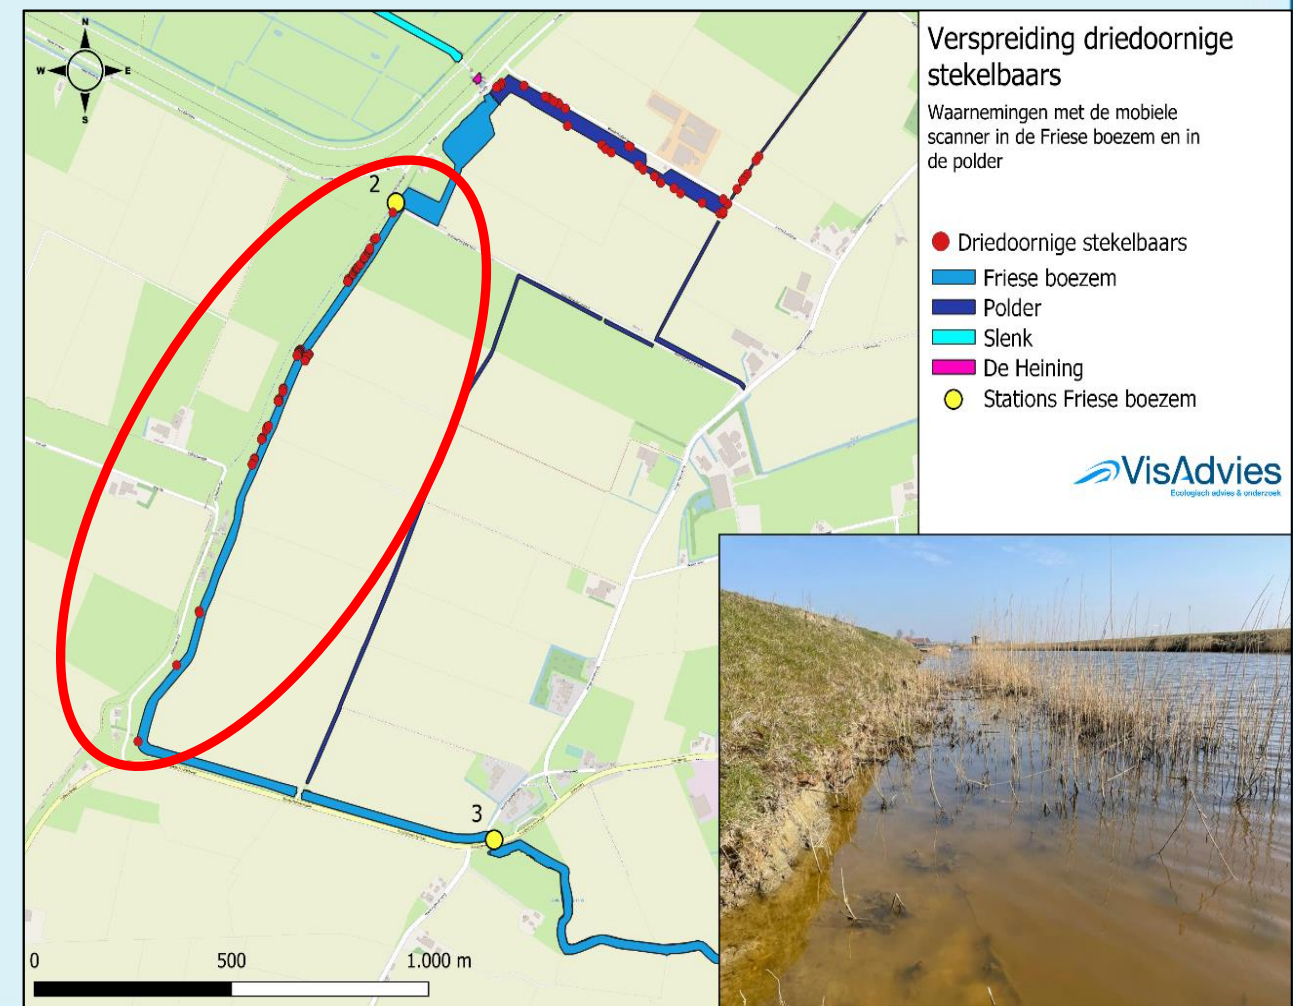 Verspreiding driedoornige
stekelbaars
Waarnemingen met de mobiele
scanner in de Friese boezem en in
de polder
Driedoornige stekelbaars
Friese boezem
Polder
Slenk
De Heining
Stations Friese boezem
VisAdvies
Ecologisch advies & onderzoek
N
W
E
S
2
3
0
500
1.000 m